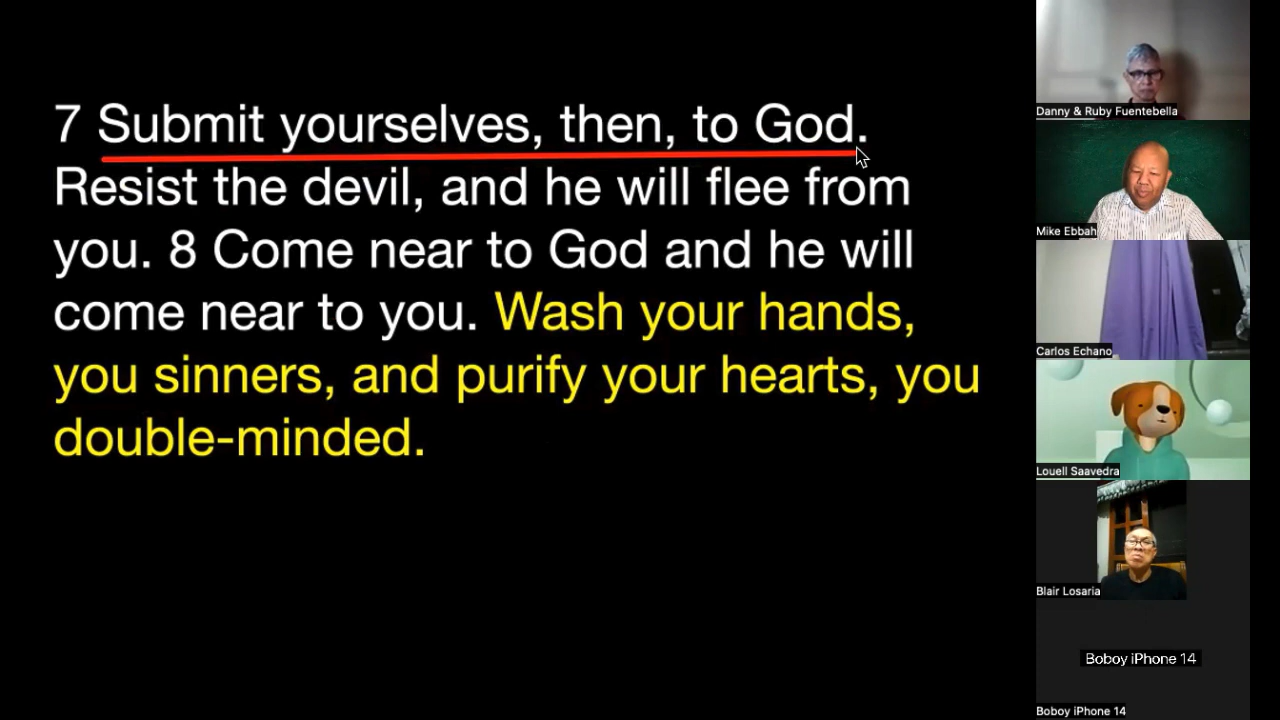 7 Submit yourselves, then, to God.
Resist the devil, and he will flee from
you. 8 Come near to God and he will
come near to you. Wash your hands,
you sinners, and purify your hearts, you
double-minded.
Danny & Ruby Fuentebella
Mike Ebbah
Carlos Echano
Louell Saavedra
Blair Losaria
Boboy iPhone 14
Boboy iPhone 14